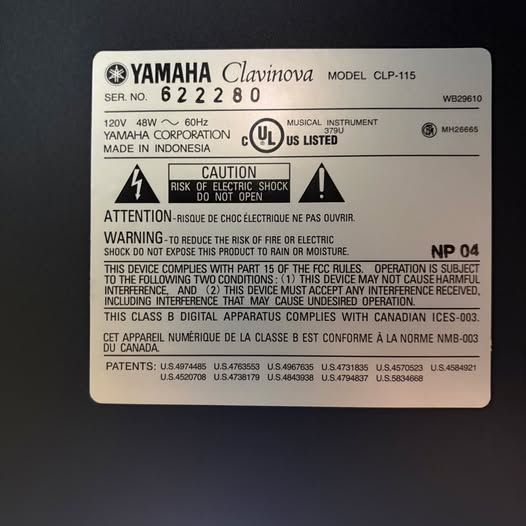 YAMAHA Clavinova MODEL CLP-115
SER. NO. 622280 WB29610
120V 48W ~ 60Hz
YAMAHA CORPORATION
MADE IN INDONESIA
c UL US LISTED
MUSICAL INSTRUMENT
379U
MH26665
CAUTION
RISK OF ELECTRIC SHOCK
DO NOT OPEN
ATTENTION-RISQUE DE CHOC ÉLECTRIQUE NE PAS OUVRIR.
WARNING-TO REDUCE THE RISK OF FIRE OR ELECTRIC
SHOCK DO NOT EXPOSE THIS PRODUCT TO RAIN OR MOISTURE.
NP 04
THIS DEVICE COMPLIES WITH PART 15 OF THE FCC RULES. OPERATION IS SUBJECT
TO THE FOLLOWING TWO CONDITIONS: (1) THIS DEVICE MAY NOT CAUSE HARMFUL
INTERFERENCE, AND (2) THIS DEVICE MUST ACCEPT ANY INTERFERENCE RECEIVED,
INCLUDING INTERFERENCE THAT MAY CAUSE UNDESIRED OPERATION.
THIS CLASS B DIGITAL APPARATUS COMPLIES WITH CANADIAN ICES-003.
CET APPAREIL NUMÉRIQUE DE LA CLASSE B EST CONFORME À LA NORME NMB-003
DU CANADA.
PATENTS: U.S.4974485 U.S.4763553 U.S.4967635 U.S.4731835 U.S.4570523 U.S.4584921
U.S.4520708 U.S.4738179 U.S.4843938 U.S.4794837 U.S.5834668